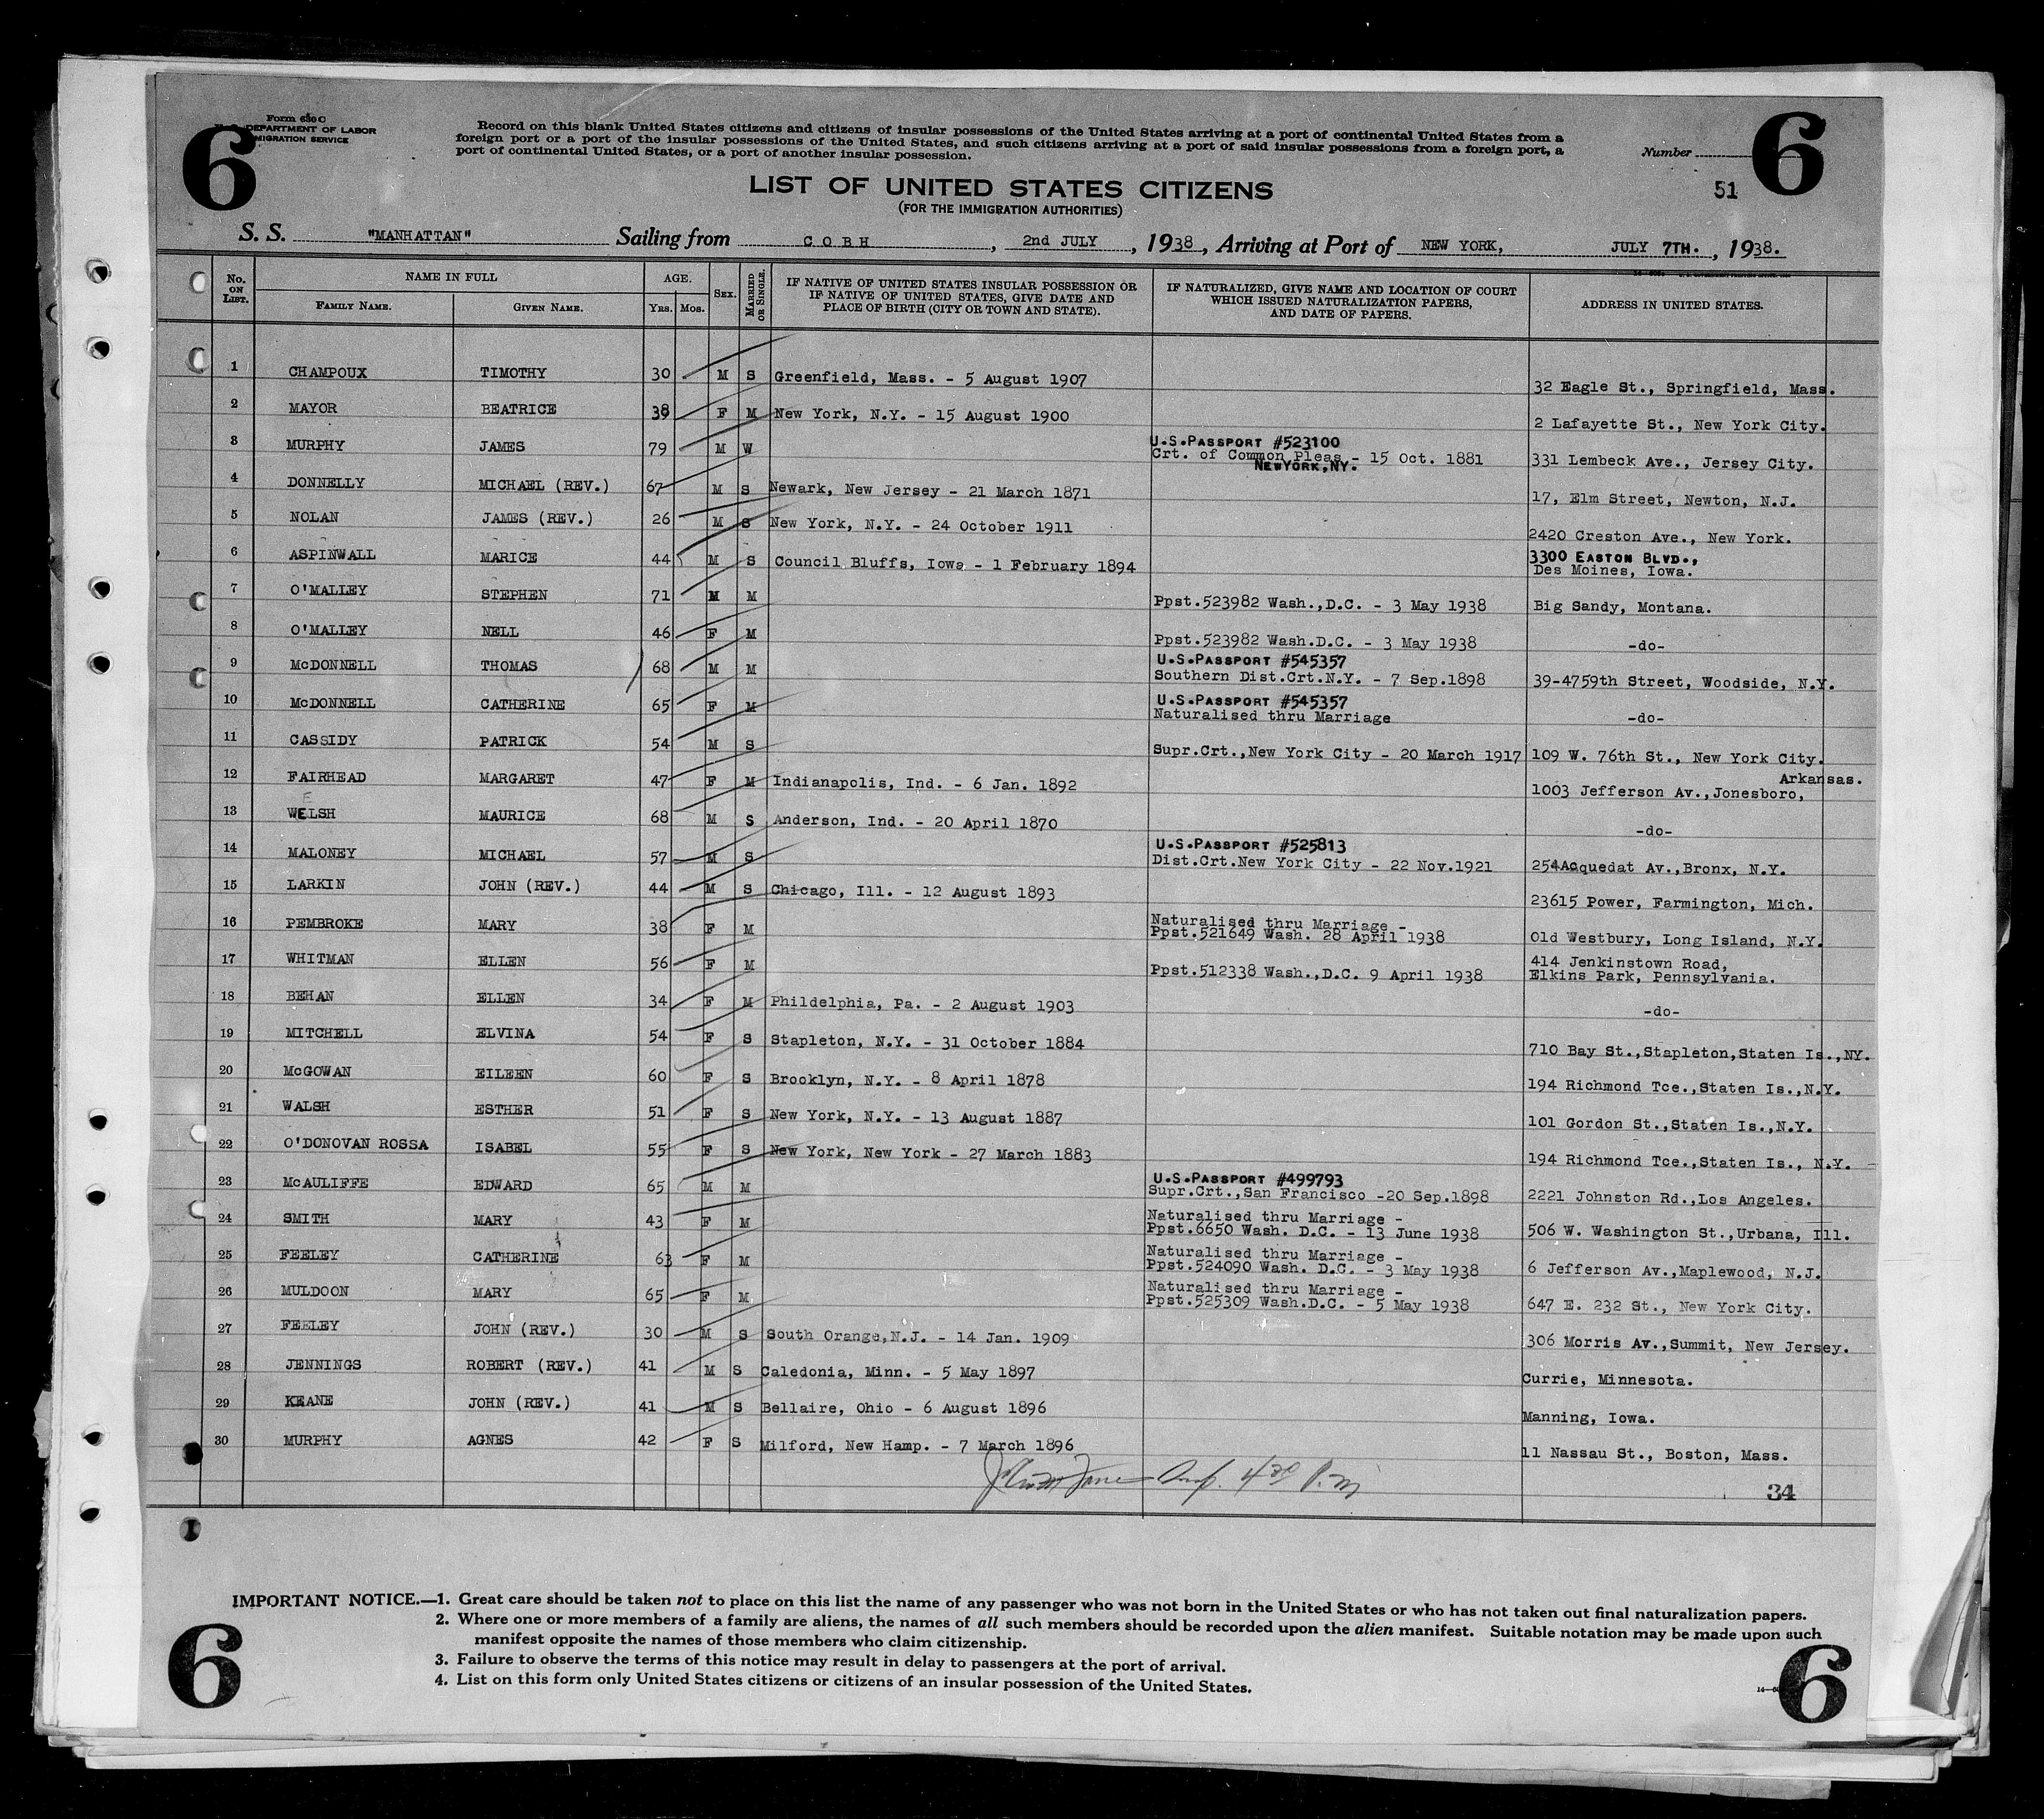 Form 630 C
DEPARTMENT OF LABOR
IMMIGRATION SERVICE
6
6
Record on this blank United States citizens and citizens of insular possessions of the United States arriving at a port of continental United States from a
foreign port or a port of the insular possessions of the United States, and such citizens arriving at a port of said insular possessions from a foreign port, a
port of continental United States, or a port of another insular possession.
Number
51
LIST OF UNITED STATES CITIZENS
(FOR THE IMMIGRATION AUTHORITIES)
S. S. "MANHATTAN" Sailing from COBH, 2nd JULY, 1938, Arriving at Port of NEW YORK, JULY 7TH., 1938.
No. ON LIST. NAME IN FULL FAMILY NAME. GIVEN NAME. AGE. YRS. MOS. SEX. MARRIED OR SINGLE. IF NATIVE OF UNITED STATES INSULAR POSSESSION OR IF NATIVE OF UNITED STATES, GIVE DATE AND PLACE OF BIRTH (CITY OR TOWN AND STATE). IF NATURALIZED, GIVE NAME AND LOCATION OF COURT WHICH ISSUED NATURALIZATION PAPERS, AND DATE OF PAPERS. ADDRESS IN UNITED STATES.
1 CHAMPOUX TIMOTHY 30 M S Greenfield, Mass. - 5 August 1907 32 Eagle St., Springfield, Mass.
2 MAYOR BEATRICE 38 F M New York, N.Y. - 15 August 1900 2 Lafayette St., New York City.
3 MURPHY JAMES 79 M W U.S.PASSPORT #523100 Crt. of Common Pleas - 15 Oct. 1881 NEWYORK,NY. 331 Lembeck Ave., Jersey City.
4 DONNELLY MICHAEL (REV.) 67 M S Newark, New Jersey - 21 March 1871 17, Elm Street, Newton, N.J.
5 NOLAN JAMES (REV.) 26 M S New York, N.Y. - 24 October 1911 2420 Creston Ave., New York.
6 ASPINWALL MARICE 44 M S Council Bluffs, Iowa - 1 February 1894 3300 EASTON BLVD., Des Moines, Iowa.
7 O'MALLEY STEPHEN 71 M M Ppst.523982 Wash.,D.C. - 3 May 1938 Big Sandy, Montana.
8 O'MALLEY NELL 46 F M Ppst.523982 Wash.D.C. - 3 May 1938 -do-
9 McDONNELL THOMAS 68 M M U.S.PASSPORT #545357 Southern Dist.Crt.N.Y. - 7 Sep.1898 39-4759th Street, Woodside, N.Y.
10 McDONNELL CATHERINE 65 F M U.S.PASSPORT #545357 Naturalised thru Marriage -do-
11 CASSIDY PATRICK 54 M S Supr.Crt.,New York City - 20 March 1917 109 W. 76th St., New York City.
12 FAIRHEAD MARGARET 47 F M Indianapolis, Ind. - 6 Jan. 1892 Arkansas. 1003 Jefferson Av.,Jonesboro,
13 WELSH MAURICE 68 M S Anderson, Ind. - 20 April 1870 -do-
14 MALONEY MICHAEL 57 M S U.S.PASSPORT #525813 Dist.Crt.New York City - 22 Nov.1921 254Acquedat Av.,Bronx, N.Y.
15 LARKIN JOHN (REV.) 44 M S Chicago, Ill. - 12 August 1893 23615 Power, Farmington, Mich.
16 PEMBROKE MARY 38 F M Naturalised thru Marriage - Ppst.521649 Wash. 28 April 1938 Old Westbury, Long Island, N.Y.
17 WHITMAN ELLEN 56 F M Ppst.512338 Wash.,D.C. 9 April 1938 414 Jenkinstown Road, Elkins Park, Pennsylvania.
18 BEHAN ELLEN 34 F M Phildelphia, Pa. - 2 August 1903 -do-
19 MITCHELL ELVINA 54 F S Stapleton, N.Y. - 31 October 1884 710 Bay St.,Stapleton,Staten Is.,NY.
20 McGOWAN EILEEN 60 F S Brooklyn, N.Y. - 8 April 1878 194 Richmond Tce.,Staten Is.,N.Y.
21 WALSH ESTHER 51 F S New York, N.Y. - 13 August 1887 101 Gordon St.,Staten Is.,N.Y.
22 O'DONOVAN ROSSA ISABEL 55 F S New York, New York - 27 March 1883 194 Richmond Tce.,Staten Is., N.Y.
23 McAULIFFE EDWARD 65 M M U.S.PASSPORT #499793 Supr.Crt.,San Francisco -20 Sep.1898 2221 Johnston Rd.,Los Angeles.
24 SMITH MARY 43 F M Naturalised thru Marriage - Ppst.6650 Wash. D.C. - 13 June 1938 506 W. Washington St.,Urbana, Ill.
25 FEELEY CATHERINE 63 F M Naturalised thru Marriage - Ppst.524090 Wash. D.C. - 3 May 1938 6 Jefferson Av.,Maplewood, N.J.
26 MULDOON MARY 65 F M Naturalised thru Marriage - Ppst.525309 Wash.D.C. - 5 May 1938 647 E. 232 St., New York City.
27 FEELEY JOHN (REV.) 30 M S South Orange,N.J. - 14 Jan. 1909 306 Morris Av.,Summit, New Jersey.
28 JENNINGS ROBERT (REV.) 41 M S Caledonia, Minn. - 5 May 1897 Currie, Minnesota.
29 KEANE JOHN (REV.) 41 M S Bellaire, Ohio - 6 August 1896 Manning, Iowa.
30 MURPHY AGNES 42 F S Milford, New Hamp. - 7 March 1896 11 Nassau St., Boston, Mass.
Insp. 4 30 P.M
34
IMPORTANT NOTICE.—1. Great care should be taken not to place on this list the name of any passenger who was not born in the United States or who has not taken out final naturalization papers.
2. Where one or more members of a family are aliens, the names of all such members should be recorded upon the alien manifest. Suitable notation may be made upon such
manifest opposite the names of those members who claim citizenship.
3. Failure to observe the terms of this notice may result in delay to passengers at the port of arrival.
4. List on this form only United States citizens or citizens of an insular possession of the United States.
6
6